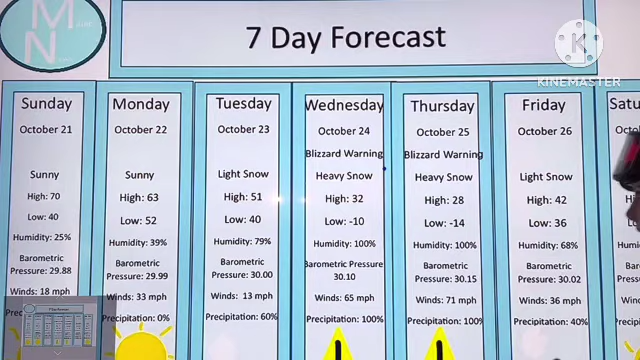 M
N
7 Day Forecast
KINEMASTER
Sunday
October 21
Sunny
High: 70
Low: 40
Humidity: 25%
Barometric
Pressure: 29.88
Winds: 18 mph
Monday
October 22
Sunny
High: 63
Low: 52
Humidity: 39%
Barometric
Pressure: 29.99
Winds: 33 mph
Precipitation: 0%
Tuesday
October 23
Light Snow
High: 51
Low: 40
Humidity: 79%
Barometric
Pressure: 30.00
Winds: 13 mph
Precipitation: 60%
Wednesday
October 24
Blizzard Warning
Heavy Snow
High: 32
Low: -10
Humidity: 100%
Barometric Pressure
30.10
Winds: 65 mph
Precipitation: 100%
Thursday
October 25
Blizzard Warning
Heavy Snow
High: 28
Low: -14
Humidity: 100%
Barometric
Pressure: 30.15
Winds: 71 mph
Precipitation: 100%
Friday
October 26
Light Snow
High: 42
Low: 36
Humidity: 68%
Barometric
Pressure: 30.02
Winds: 36 mph
Precipitation: 40%